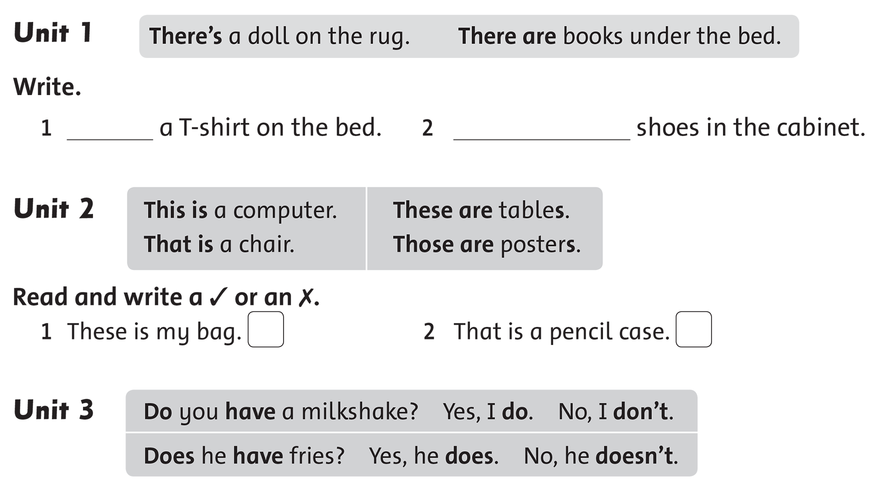 Unit 1 There's a doll on the rug. There are books under the bed.
Write.
1 ______ a T-shirt on the bed. 2 ____________ shoes in the cabinet.
Unit 2 This is a computer. These are tables.
That is a chair. Those are posters.
Read and write a ✓ or an ✗.
1 These is my bag. 2 That is a pencil case.
Unit 3 Do you have a milkshake? Yes, I do. No, I don't.
Does he have fries? Yes, he does. No, he doesn't.